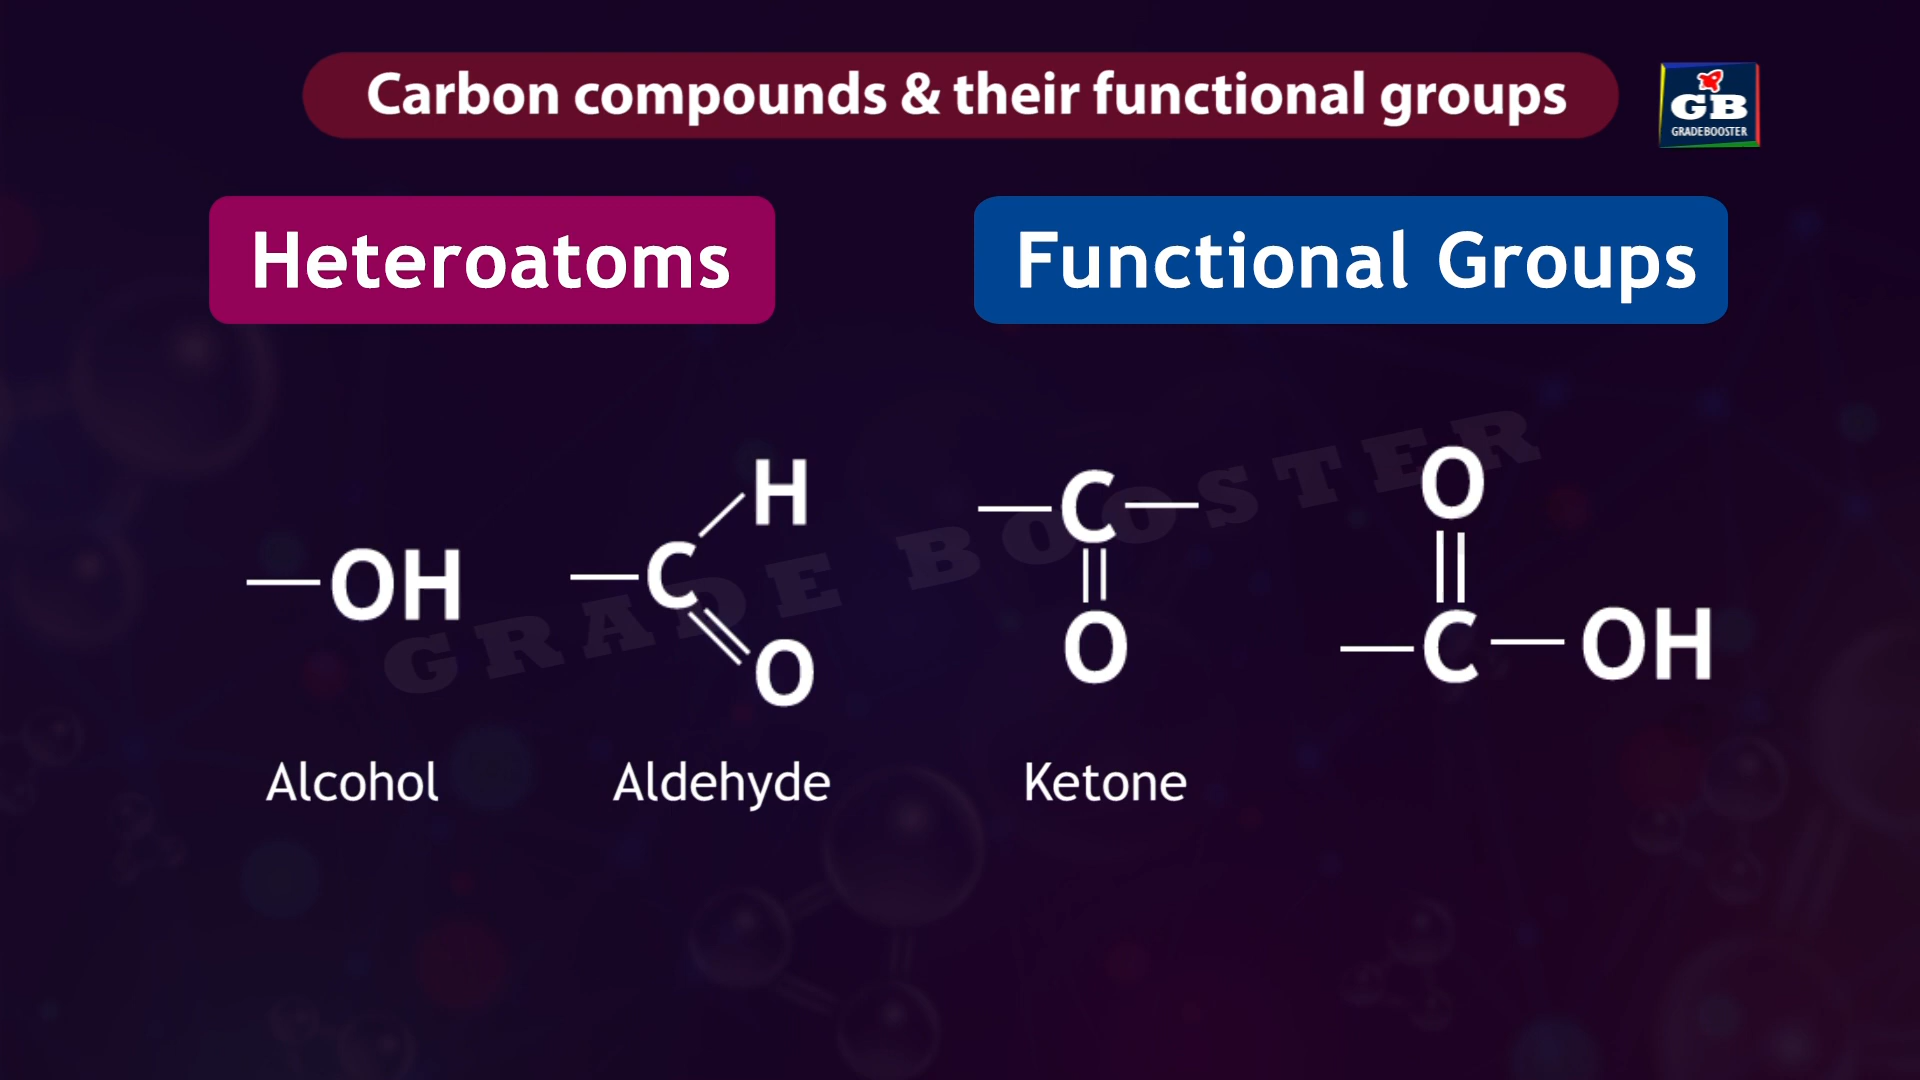 Carbon compounds & their functional groups
GB
GRADEBOOSTER
Heteroatoms
Functional Groups
GRADE BOOSTER
—OH
H
—C
O
—C—
O
O
—C—OH
Alcohol
Aldehyde
Ketone